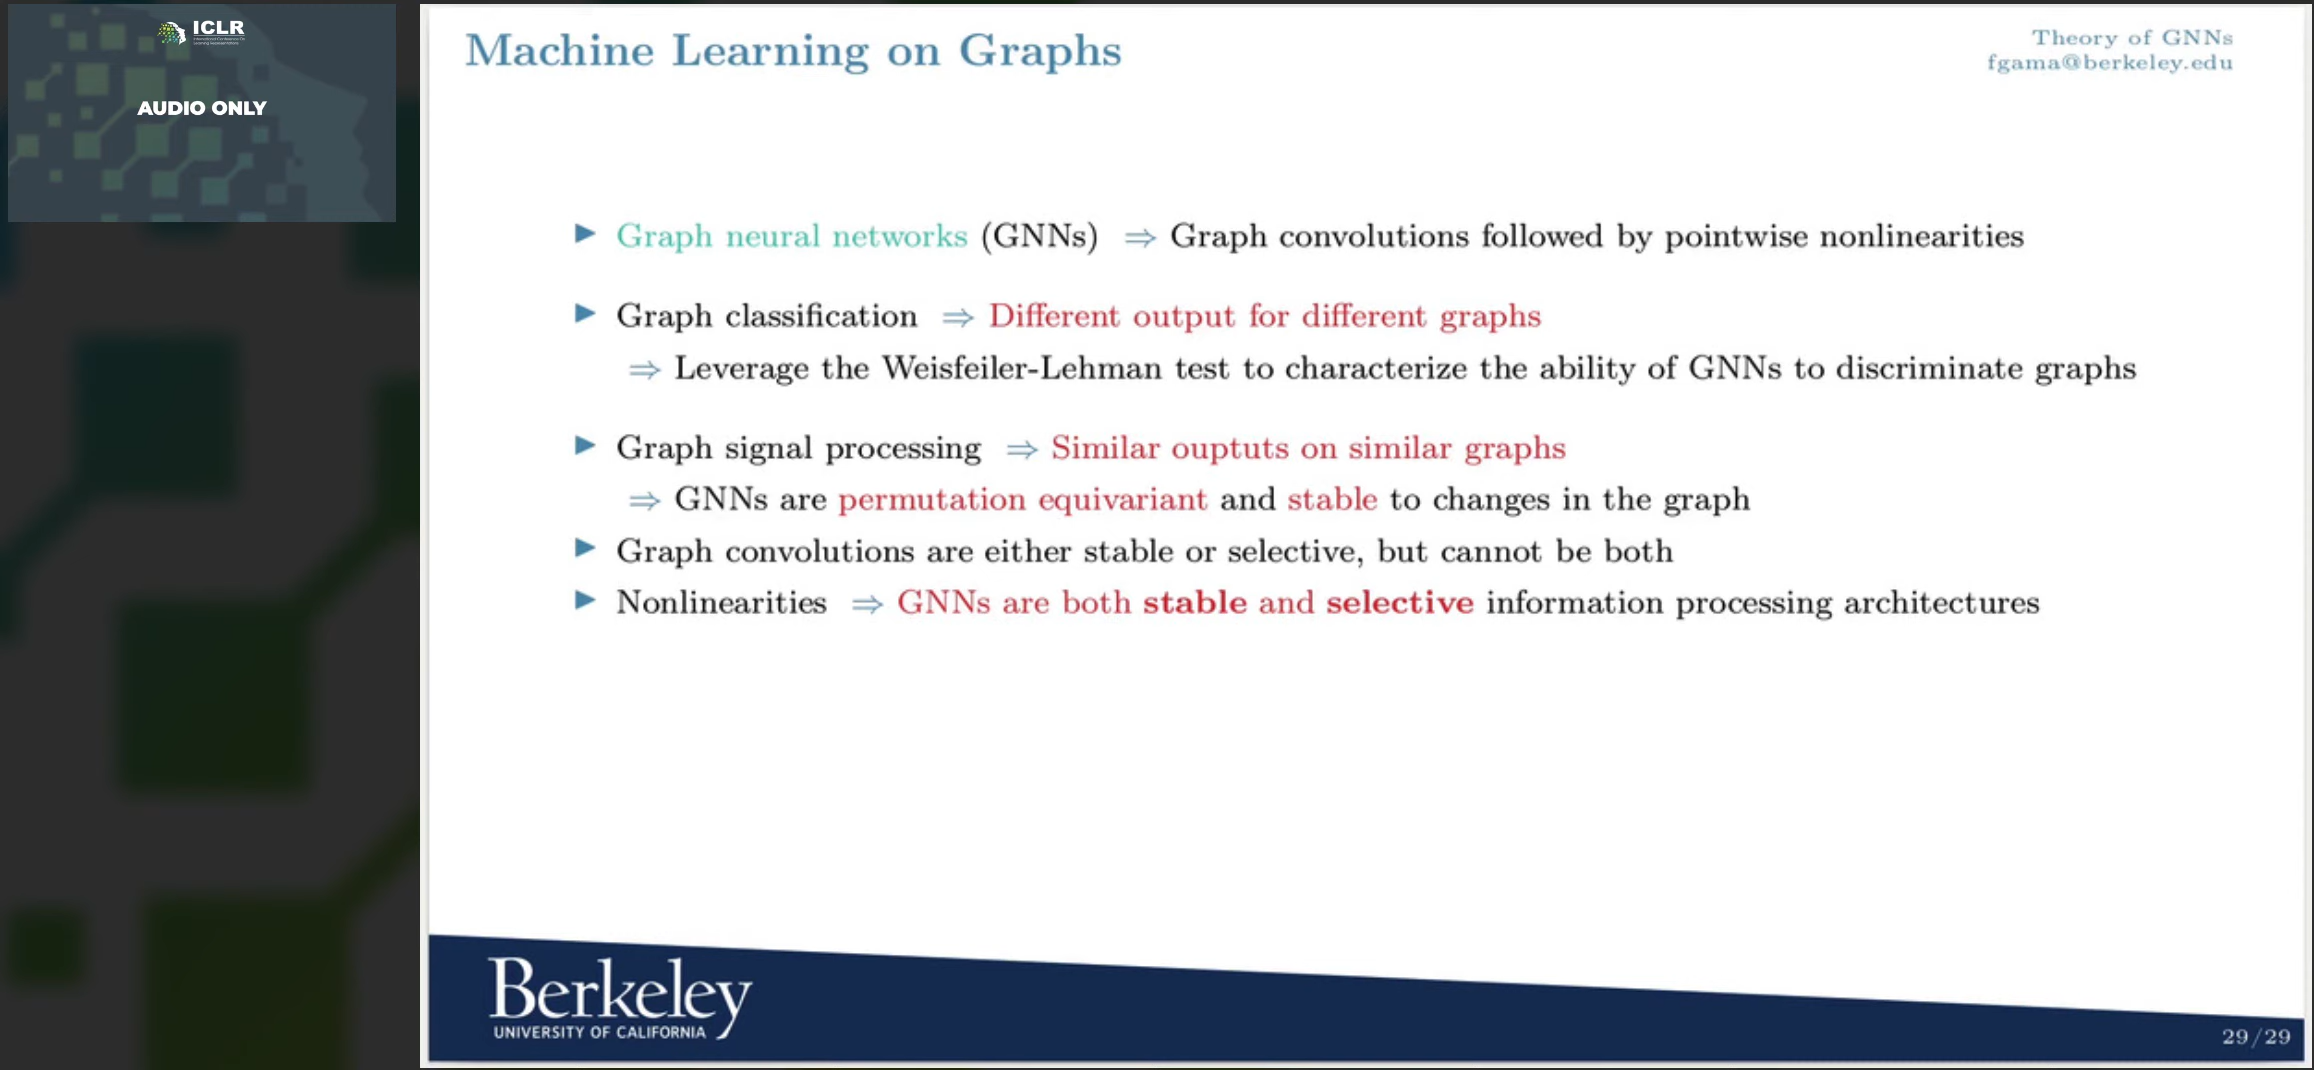 ICLR
AUDIO ONLY
Machine Learning on Graphs
Theory of GNNs
fgama@berkeley.edu
▶ Graph neural networks (GNNs) ⇒ Graph convolutions followed by pointwise nonlinearities
▶ Graph classification ⇒ Different output for different graphs
⇒ Leverage the Weisfeiler-Lehman test to characterize the ability of GNNs to discriminate graphs
▶ Graph signal processing ⇒ Similar ouptuts on similar graphs
⇒ GNNs are permutation equivariant and stable to changes in the graph
▶ Graph convolutions are either stable or selective, but cannot be both
▶ Nonlinearities ⇒ GNNs are both stable and selective information processing architectures
Berkeley
UNIVERSITY OF CALIFORNIA
29/29